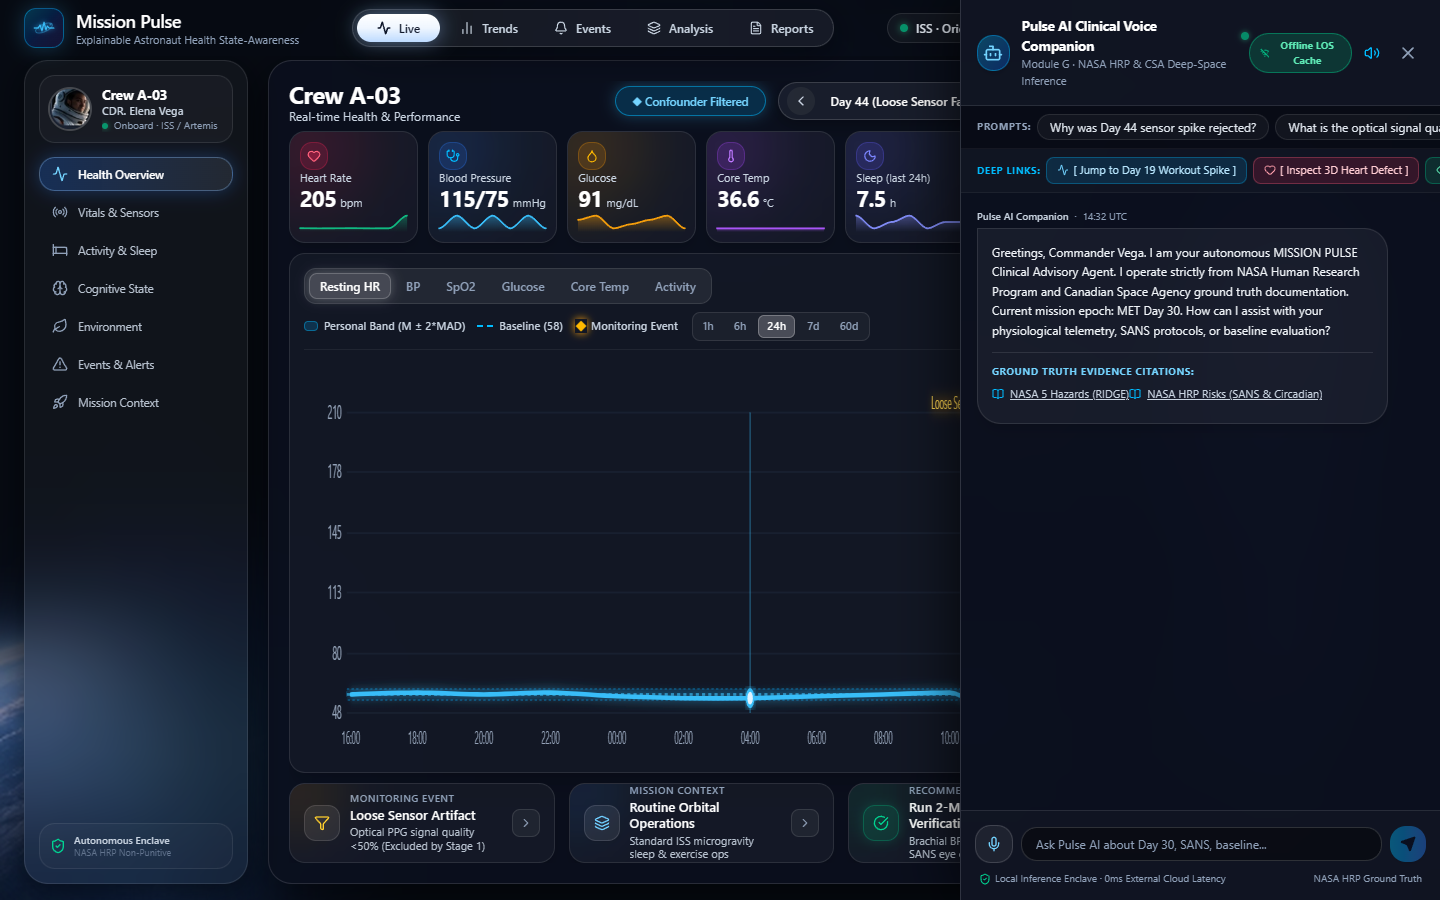 Mission Pulse
Explainable Astronaut Health State-Awareness
Live
Trends
Events
Analysis
Reports
ISS · Ori
Crew A-03
CDR. Elena Vega
Onboard · ISS / Artemis
Health Overview
Vitals & Sensors
Activity & Sleep
Cognitive State
Environment
Events & Alerts
Mission Context
Autonomous Enclave
NASA HRP Non-Punitive
Crew A-03
Real-time Health & Performance
Confounder Filtered
Day 44 (Loose Sensor Fa
Heart Rate
205 bpm
Blood Pressure
115/75 mmHg
Glucose
91 mg/dL
Core Temp
36.6 °C
Sleep (last 24h)
7.5 h
Resting HR
BP
SpO2
Glucose
Core Temp
Activity
Personal Band (M ± 2*MAD)
Baseline (58)
Monitoring Event
1h
6h
24h
7d
60d
Loose Se
210
178
145
113
80
48
16:00
18:00
20:00
22:00
00:00
02:00
04:00
06:00
08:00
10:00
MONITORING EVENT
Loose Sensor Artifact
Optical PPG signal quality
<50% (Excluded by Stage 1)
MISSION CONTEXT
Routine Orbital
Operations
Standard ISS microgravity
sleep & exercise ops
RECOMME
Run 2-M
Verificati
Brachial BP
SANS eye
Pulse AI Clinical Voice
Companion
Module G · NASA HRP & CSA Deep-Space
Inference
Offline LOS
Cache
PROMPTS:
Why was Day 44 sensor spike rejected?
What is the optical signal qua
DEEP LINKS:
[ Jump to Day 19 Workout Spike ]
[ Inspect 3D Heart Defect ]
Pulse AI Companion · 14:32 UTC
Greetings, Commander Vega. I am your autonomous MISSION PULSE
Clinical Advisory Agent. I operate strictly from NASA Human Research
Program and Canadian Space Agency ground truth documentation.
Current mission epoch: MET Day 30. How can I assist with your
physiological telemetry, SANS protocols, or baseline evaluation?
GROUND TRUTH EVIDENCE CITATIONS:
NASA 5 Hazards (RIDGE)
NASA HRP Risks (SANS & Circadian)
Ask Pulse AI about Day 30, SANS, baseline...
Local Inference Enclave · 0ms External Cloud Latency
NASA HRP Ground Truth